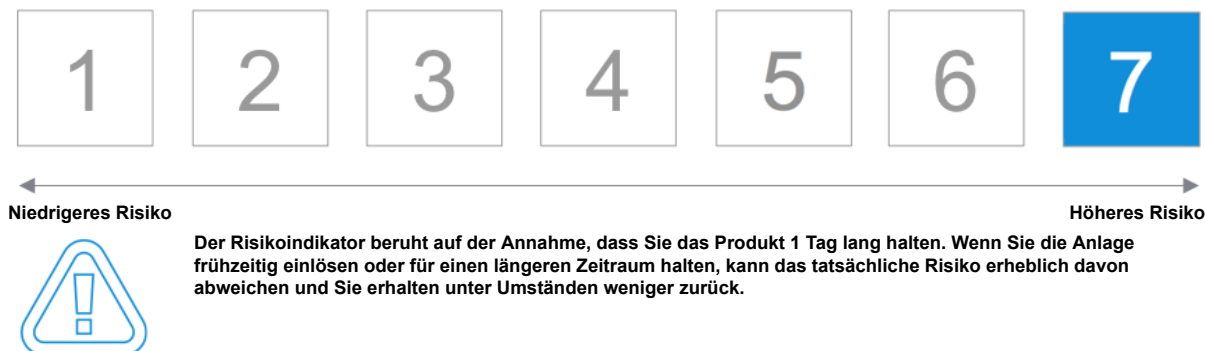 1 2 3 4 5 6 7
Niedrigeres Risiko Höheres Risiko
Der Risikoindikator beruht auf der Annahme, dass Sie das Produkt 1 Tag lang halten. Wenn Sie die Anlage
frühzeitig einlösen oder für einen längeren Zeitraum halten, kann das tatsächliche Risiko erheblich davon
abweichen und Sie erhalten unter Umständen weniger zurück.